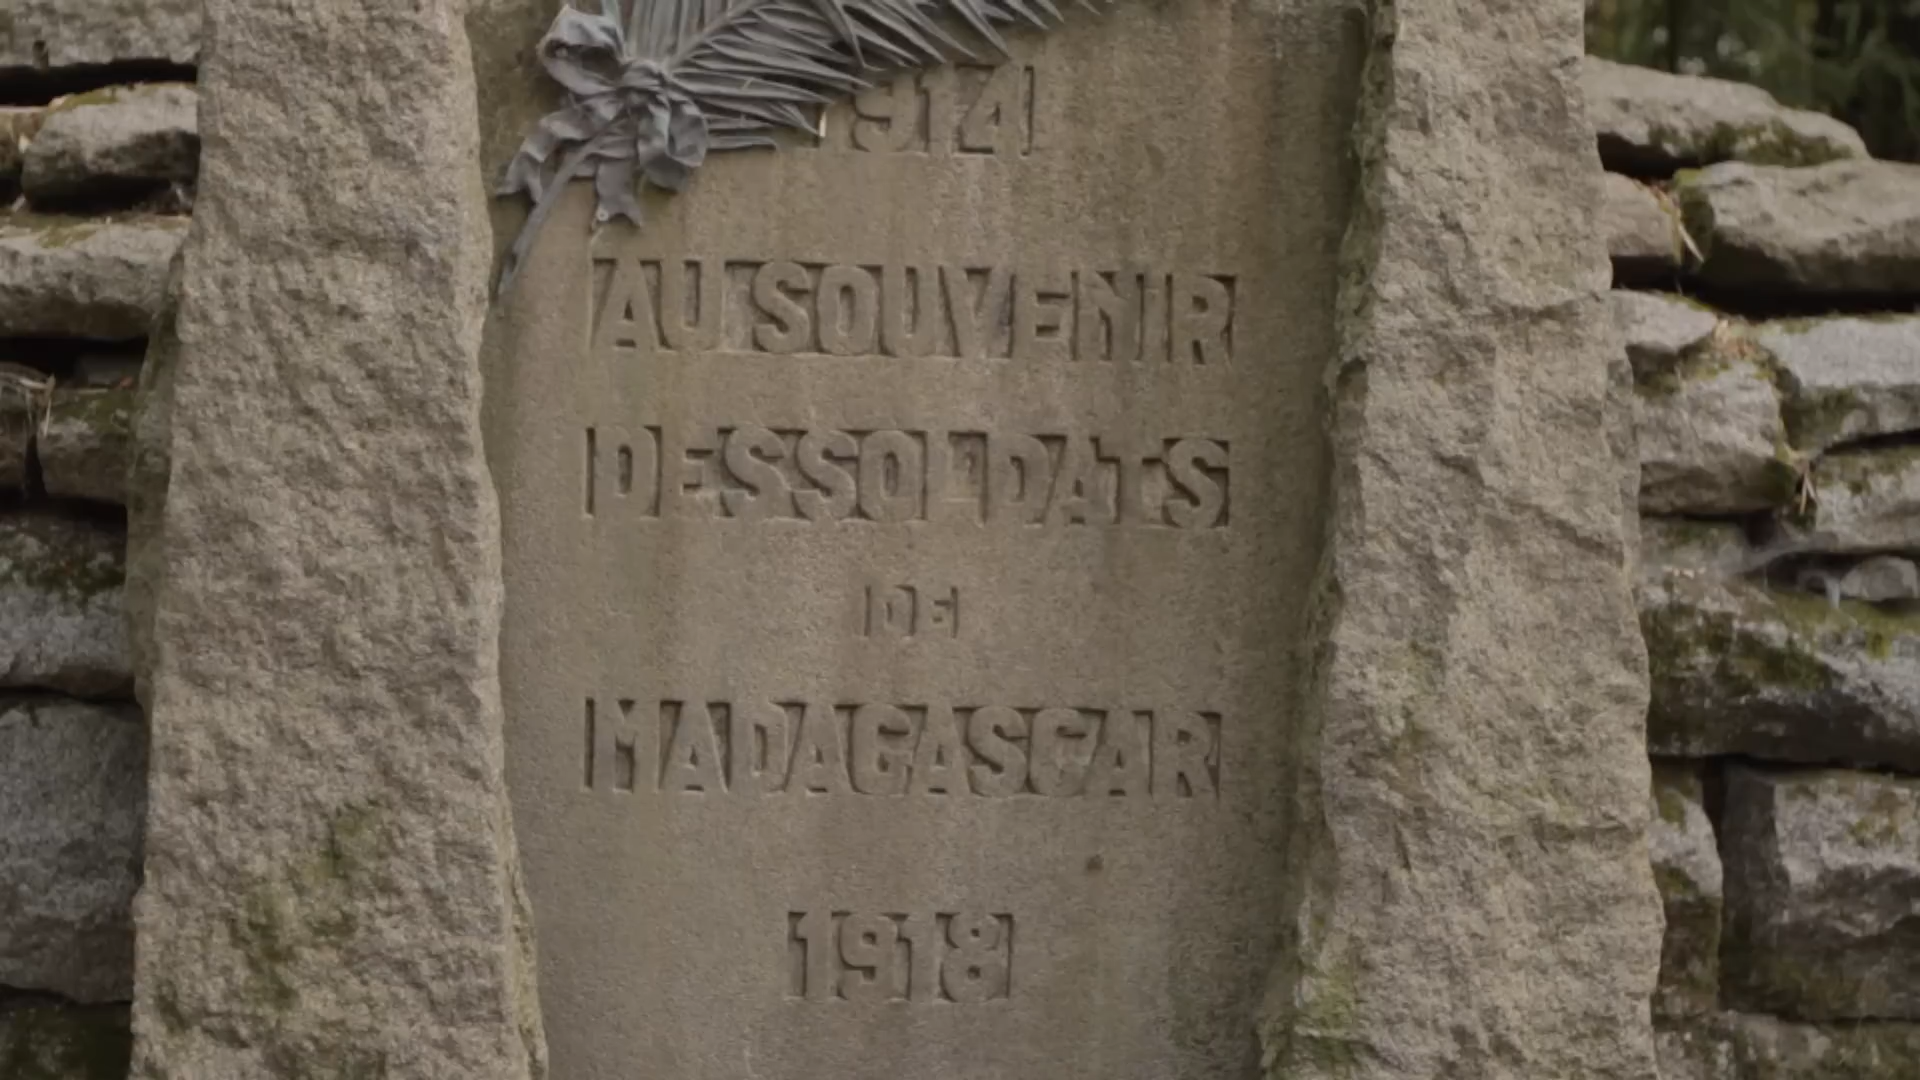 1914
AU SOUVENIR
DES SOLDATS
DE
MADAGASCAR
1918